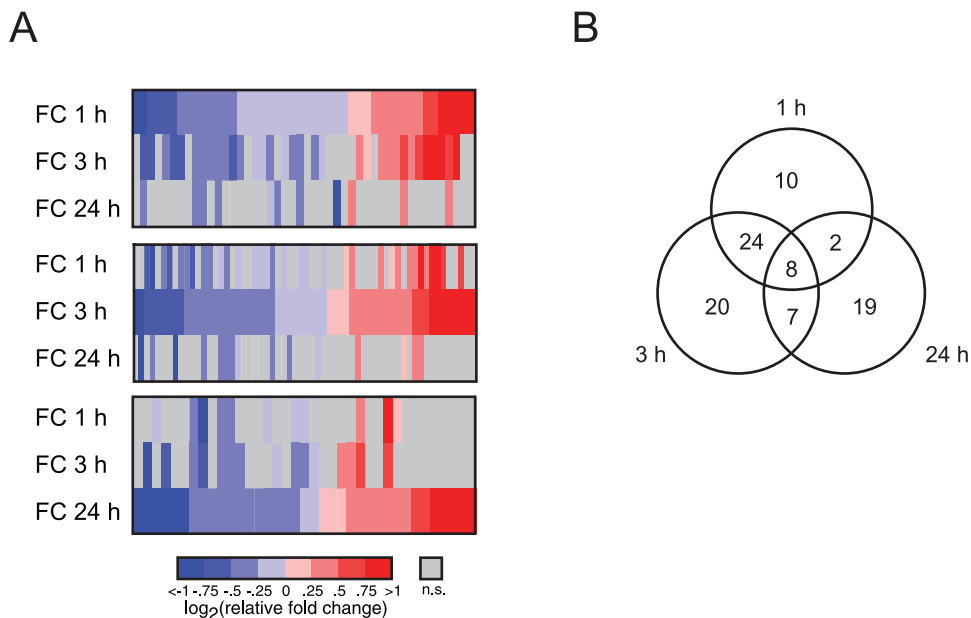 A
FC 1 h
FC 3 h
FC 24 h
FC 1 h
FC 3 h
FC 24 h
FC 1 h
FC 3 h
FC 24 h
<-1 -.75 -.5 -.25 0 .25 .5 .75 >1
n.s.
log2(relative fold change)
B
1 h
10
24
2
8
20
7
19
3 h
24 h